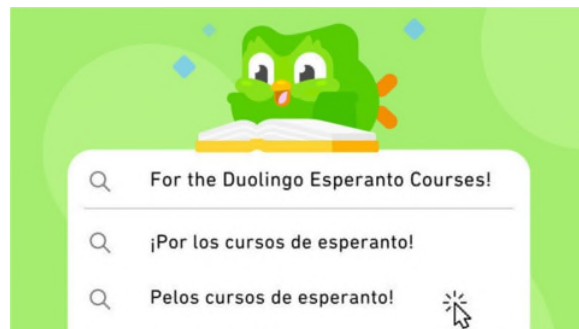 For the Duolingo Esperanto Courses!
¡Por los cursos de esperanto!
Pelos cursos de esperanto!